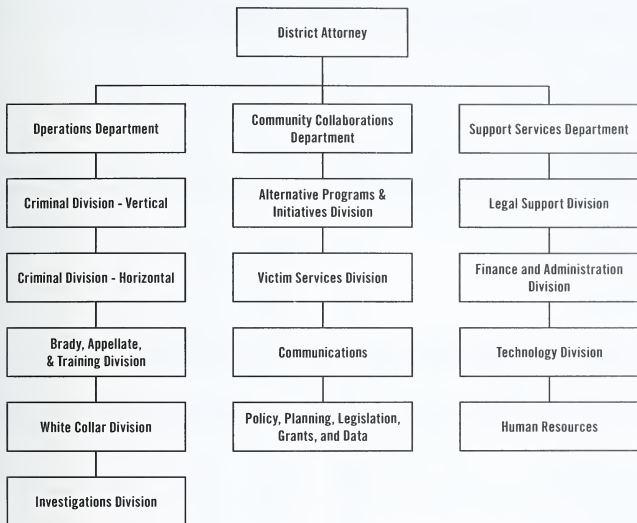 District Attorney
Operations Department
Community Collaborations
Department
Support Services Department
Criminal Division - Vertical
Alternative Programs &
Initiatives Division
Legal Support Division
Criminal Division - Horizontal
Victim Services Division
Finance and Administration
Division
Brady, Appellate,
& Training Division
Communications
Technology Division
White Collar Division
Policy, Planning, Legislation,
Grants, and Data
Human Resources
Investigations Division